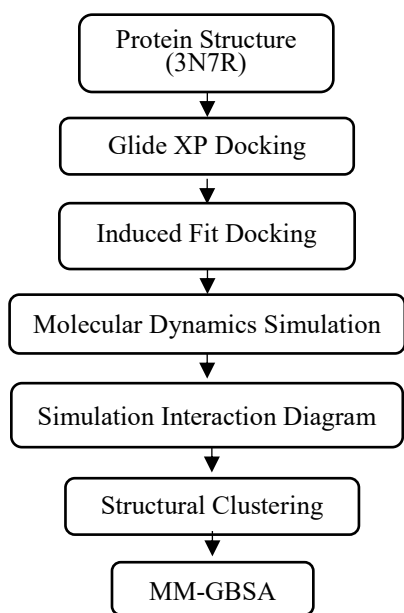 Protein Structure
(3N7R)
Glide XP Docking
Induced Fit Docking
Molecular Dynamics Simulation
Simulation Interaction Diagram
Structural Clustering
MM-GBSA